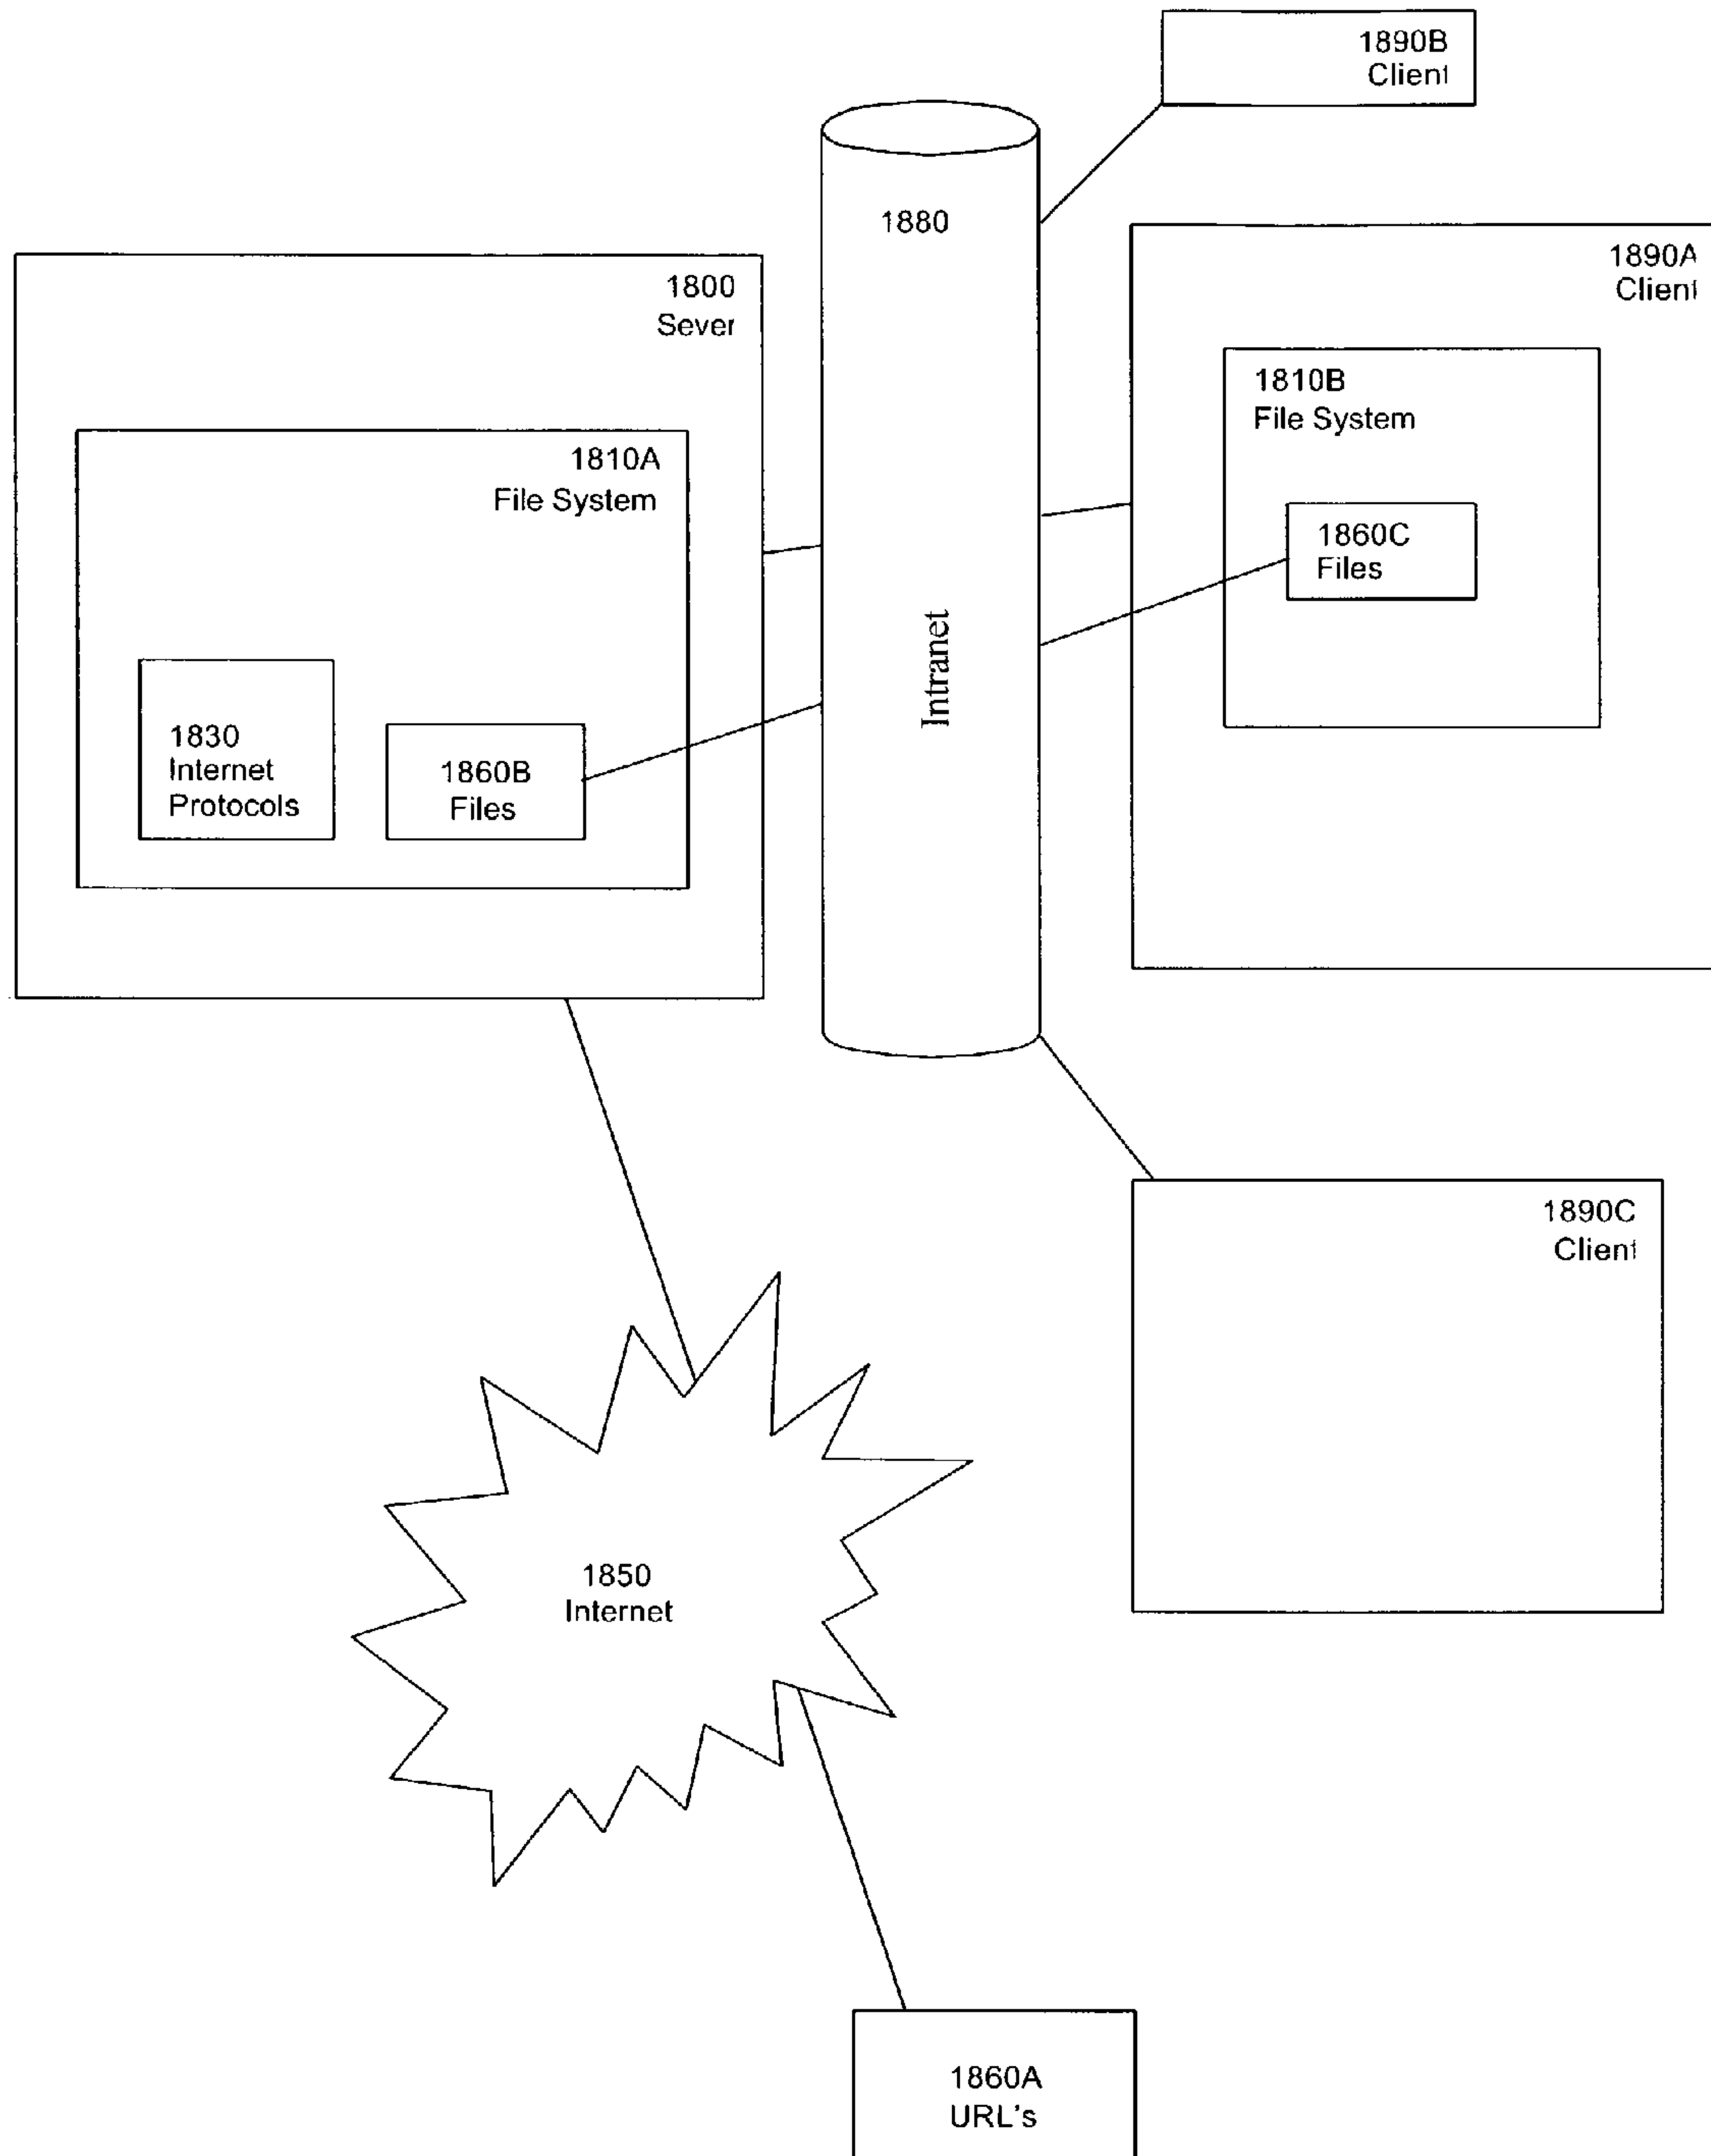 1890B
Client
1880
1890A
Client
1800
Sever
1810B
File System
1810A
File System
1860C
Files
Intranet
1830
Internet
Protocols
1860B
Files
1890C
Client
1850
Internet
1860A
URL's